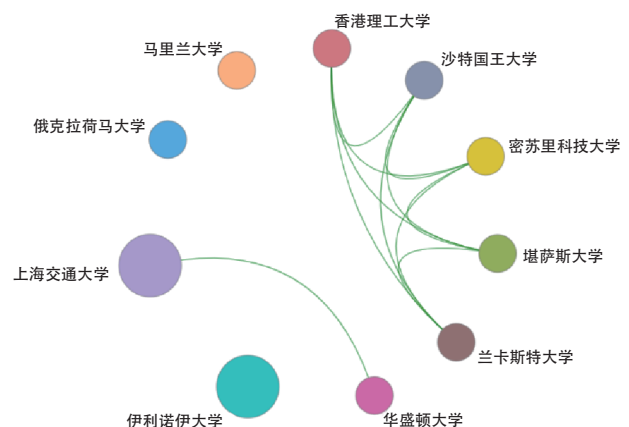 香港理工大学
马里兰大学
沙特国王大学
俄克拉荷马大学
密苏里科技大学
堪萨斯大学
上海交通大学
兰卡斯特大学
伊利诺伊大学
华盛顿大学